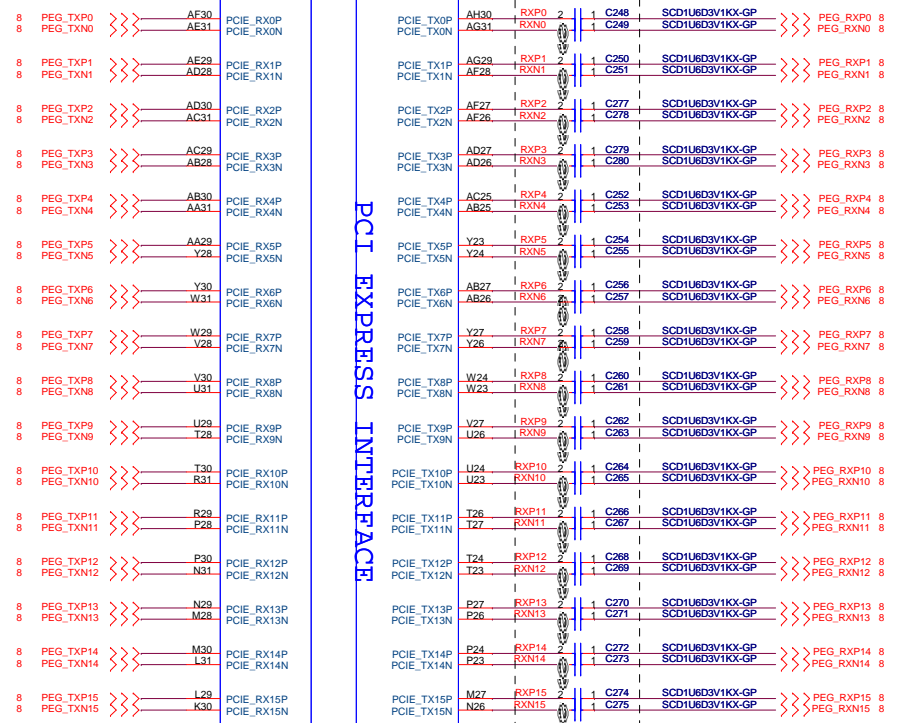 8 PEG_TXP0 AF30 PCIE_RX0P PCIE_TX0P AH30 RXP0 2 1 C248 SCD1U6D3V1KX-GP PEG_RXP0 8
8 PEG_TXN0 AE31 PCIE_RX0N PCIE_TX0N AG31 RXN0 1 C249 SCD1U6D3V1KX-GP PEG_RXN0 8
8 PEG_TXP1 AE29 PCIE_RX1P PCIE_TX1P AG29 RXP1 2 1 C250 SCD1U6D3V1KX-GP PEG_RXP1 8
8 PEG_TXN1 AD28 PCIE_RX1N PCIE_TX1N AF28 RXN1 1 C251 SCD1U6D3V1KX-GP PEG_RXN1 8
8 PEG_TXP2 AD30 PCIE_RX2P PCIE_TX2P AF27 RXP2 2 1 C277 SCD1U6D3V1KX-GP PEG_RXP2 8
8 PEG_TXN2 AC31 PCIE_RX2N PCIE_TX2N AF26 RXN2 1 C278 SCD1U6D3V1KX-GP PEG_RXN2 8
8 PEG_TXP3 AC29 PCIE_RX3P PCIE_TX3P AD27 RXP3 2 1 C279 SCD1U6D3V1KX-GP PEG_RXP3 8
8 PEG_TXN3 AB28 PCIE_RX3N PCIE_TX3N AD26 RXN3 1 C280 SCD1U6D3V1KX-GP PEG_RXN3 8
8 PEG_TXP4 AB30 PCIE_RX4P PCIE_TX4P AC25 RXP4 2 1 C252 SCD1U6D3V1KX-GP PEG_RXP4 8
8 PEG_TXN4 AA31 PCIE_RX4N PCIE_TX4N AB25 RXN4 1 C253 SCD1U6D3V1KX-GP PEG_RXN4 8
8 PEG_TXP5 AA29 PCIE_RX5P PCIE_TX5P Y23 RXP5 2 1 C254 SCD1U6D3V1KX-GP PEG_RXP5 8
8 PEG_TXN5 Y28 PCIE_RX5N PCIE_TX5N Y24 RXN5 1 C255 SCD1U6D3V1KX-GP PEG_RXN5 8
8 PEG_TXP6 Y30 PCIE_RX6P PCIE_TX6P AB27 RXP6 2 1 C256 SCD1U6D3V1KX-GP PEG_RXP6 8
8 PEG_TXN6 W31 PCIE_RX6N PCIE_TX6N AB26 RXN6 1 C257 SCD1U6D3V1KX-GP PEG_RXN6 8
8 PEG_TXP7 W29 PCIE_RX7P PCIE_TX7P Y27 RXP7 2 1 C258 SCD1U6D3V1KX-GP PEG_RXP7 8
8 PEG_TXN7 V28 PCIE_RX7N PCIE_TX7N Y26 RXN7 1 C259 SCD1U6D3V1KX-GP PEG_RXN7 8
8 PEG_TXP8 V30 PCIE_RX8P PCIE_TX8P W24 RXP8 2 1 C260 SCD1U6D3V1KX-GP PEG_RXP8 8
8 PEG_TXN8 U31 PCIE_RX8N PCIE_TX8N W23 RXN8 1 C261 SCD1U6D3V1KX-GP PEG_RXN8 8
8 PEG_TXP9 U29 PCIE_RX9P PCIE_TX9P V27 RXP9 2 1 C262 SCD1U6D3V1KX-GP PEG_RXP9 8
8 PEG_TXN9 T28 PCIE_RX9N PCIE_TX9N U26 RXN9 1 C263 SCD1U6D3V1KX-GP PEG_RXN9 8
8 PEG_TXP10 T30 PCIE_RX10P PCIE_TX10P U24 RXP10 2 1 C264 SCD1U6D3V1KX-GP PEG_RXP10 8
8 PEG_TXN10 R31 PCIE_RX10N PCIE_TX10N U23 RXN10 1 C265 SCD1U6D3V1KX-GP PEG_RXN10 8
8 PEG_TXP11 R29 PCIE_RX11P PCIE_TX11P T26 RXP11 2 1 C266 SCD1U6D3V1KX-GP PEG_RXP11 8
8 PEG_TXN11 P28 PCIE_RX11N PCIE_TX11N T27 RXN11 1 C267 SCD1U6D3V1KX-GP PEG_RXN11 8
8 PEG_TXP12 P30 PCIE_RX12P PCIE_TX12P T24 RXP12 2 1 C268 SCD1U6D3V1KX-GP PEG_RXP12 8
8 PEG_TXN12 N31 PCIE_RX12N PCIE_TX12N T23 RXN12 1 C269 SCD1U6D3V1KX-GP PEG_RXN12 8
8 PEG_TXP13 N29 PCIE_RX13P PCIE_TX13P P27 RXP13 2 1 C270 SCD1U6D3V1KX-GP PEG_RXP13 8
8 PEG_TXN13 M28 PCIE_RX13N PCIE_TX13N P26 RXN13 1 C271 SCD1U6D3V1KX-GP PEG_RXN13 8
8 PEG_TXP14 M30 PCIE_RX14P PCIE_TX14P P24 RXP14 2 1 C272 SCD1U6D3V1KX-GP PEG_RXP14 8
8 PEG_TXN14 L31 PCIE_RX14N PCIE_TX14N P23 RXN14 1 C273 SCD1U6D3V1KX-GP PEG_RXN14 8
8 PEG_TXP15 L29 PCIE_RX15P PCIE_TX15P M27 RXP15 2 1 C274 SCD1U6D3V1KX-GP PEG_RXP15 8
8 PEG_TXN15 K30 PCIE_RX15N PCIE_TX15N N26 RXN15 1 C275 SCD1U6D3V1KX-GP PEG_RXN15 8
PCI EXPRESS INTERFACE